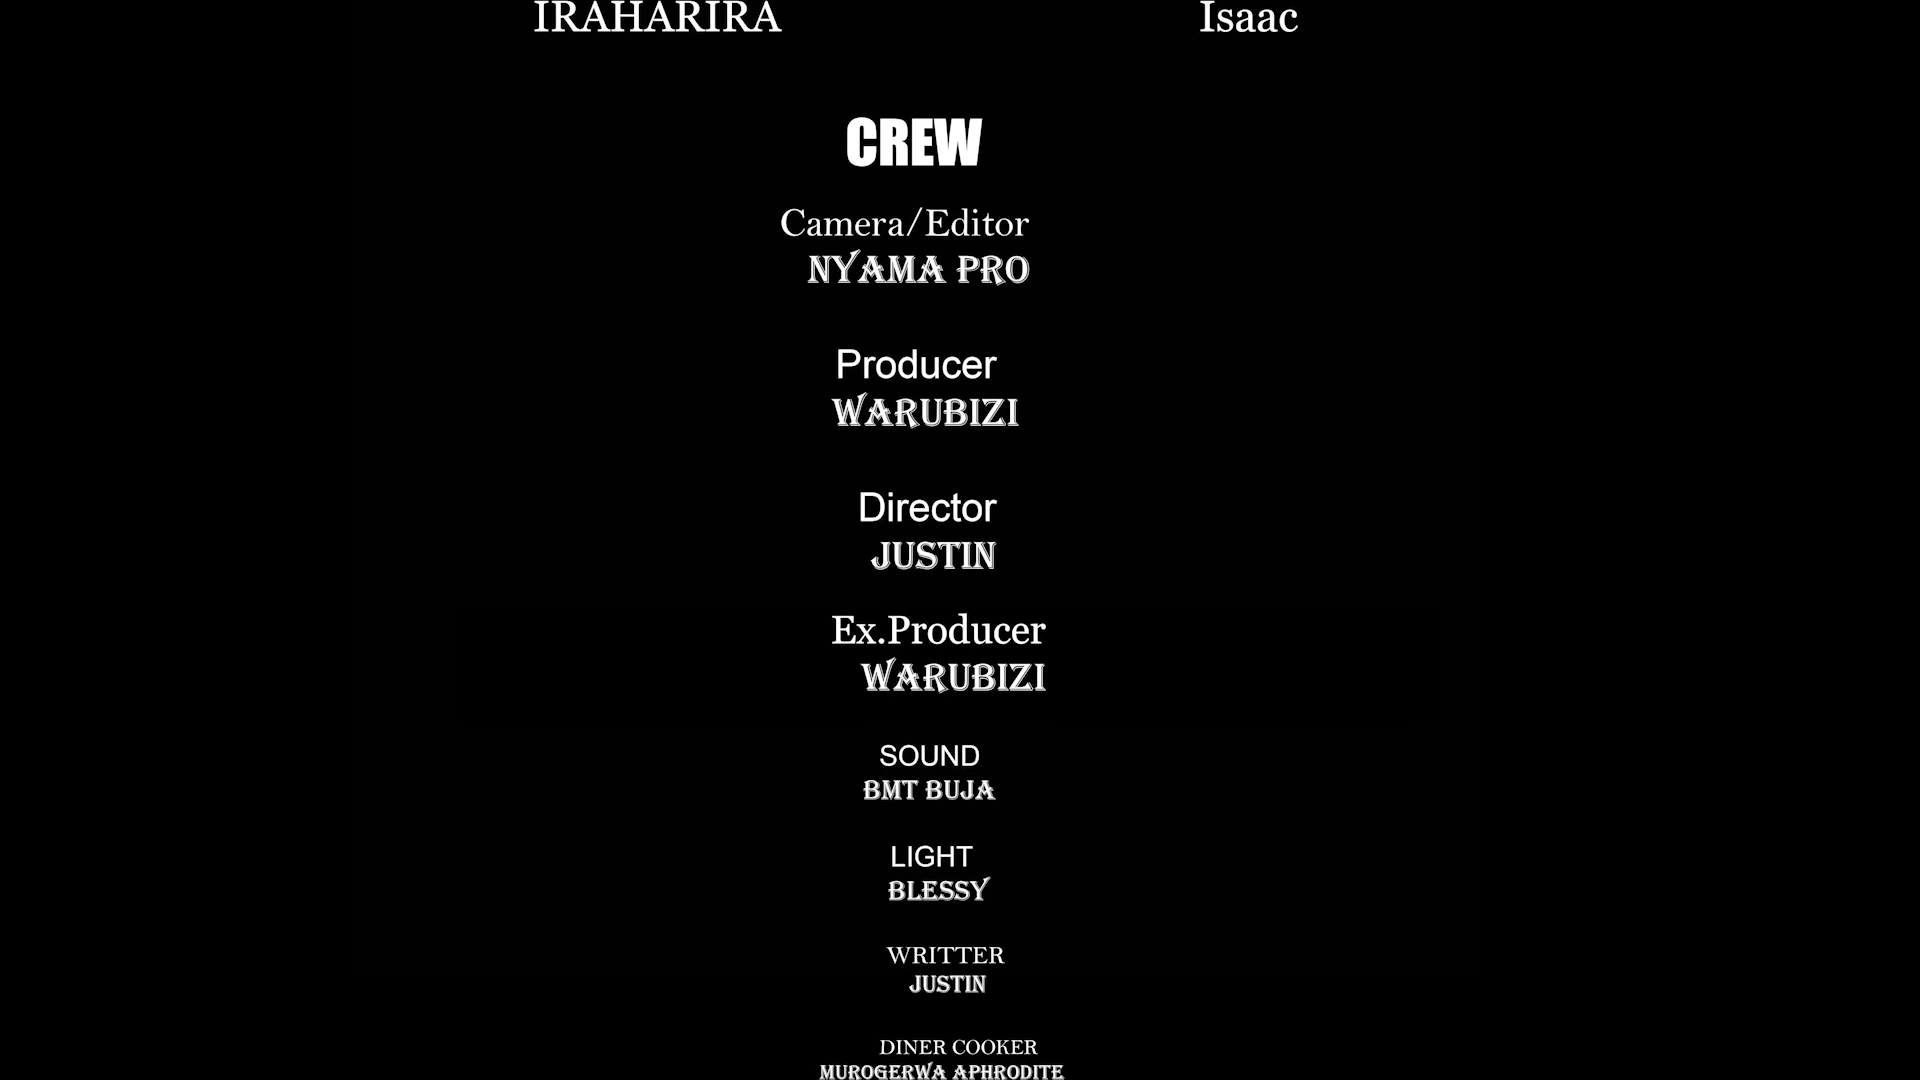 IRAHARIRA Isaac
CREW
Camera/Editor
NYAMA PRO
Producer
WARUBIZI
Director
JUSTIN
Ex.Producer
WARUBIZI
SOUND
BMT BUJA
LIGHT
BLESSY
WRITTER
JUSTIN
DINER COOKER
MUROGERWA APHRODITE